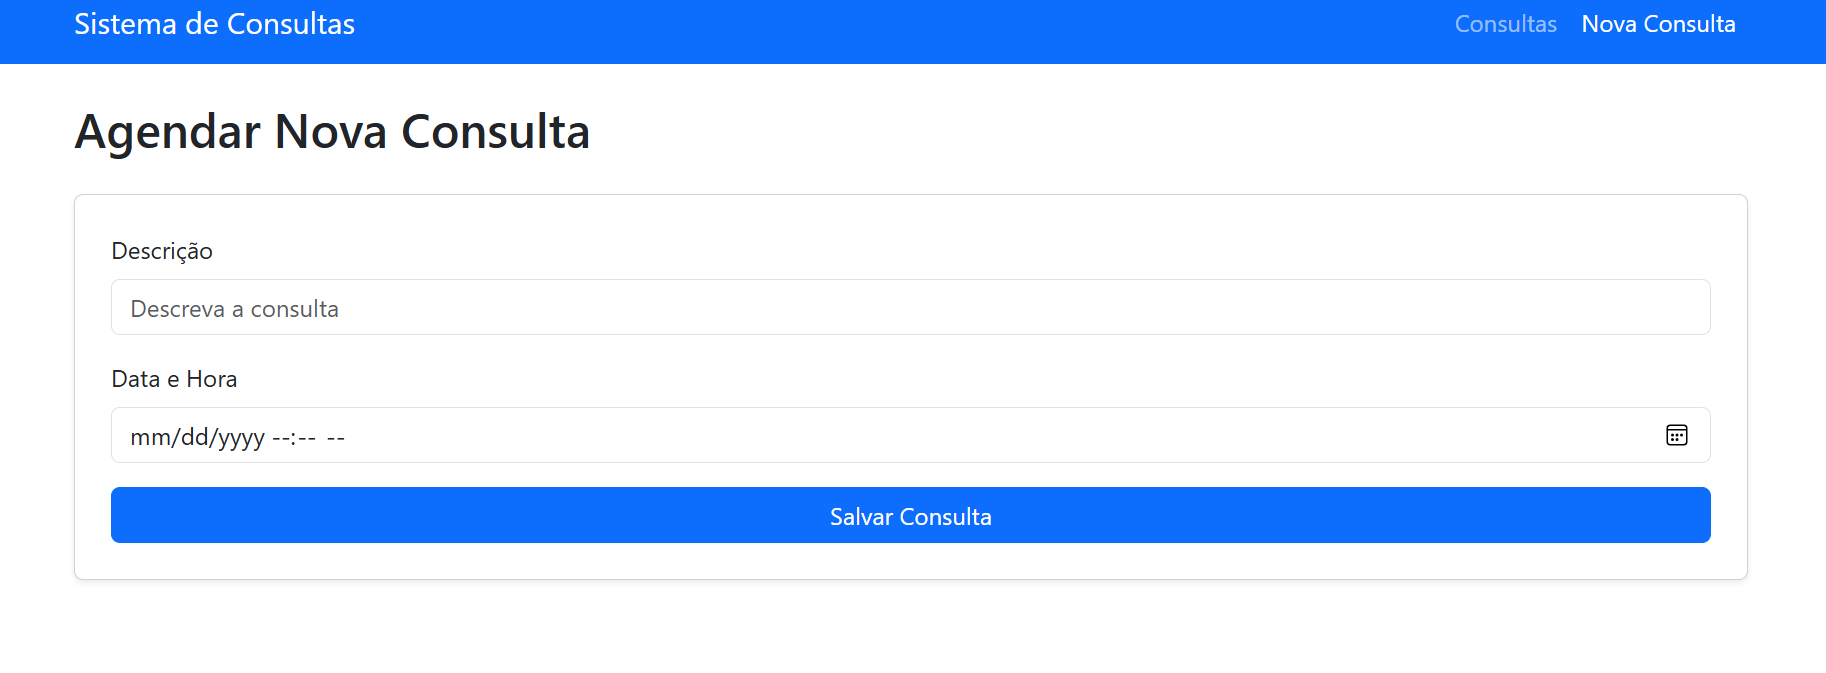 Sistema de Consultas
Consultas
Nova Consulta
Agendar Nova Consulta
Descrição
Descreva a consulta
Data e Hora
mm/dd/yyyy --:-- --
Salvar Consulta